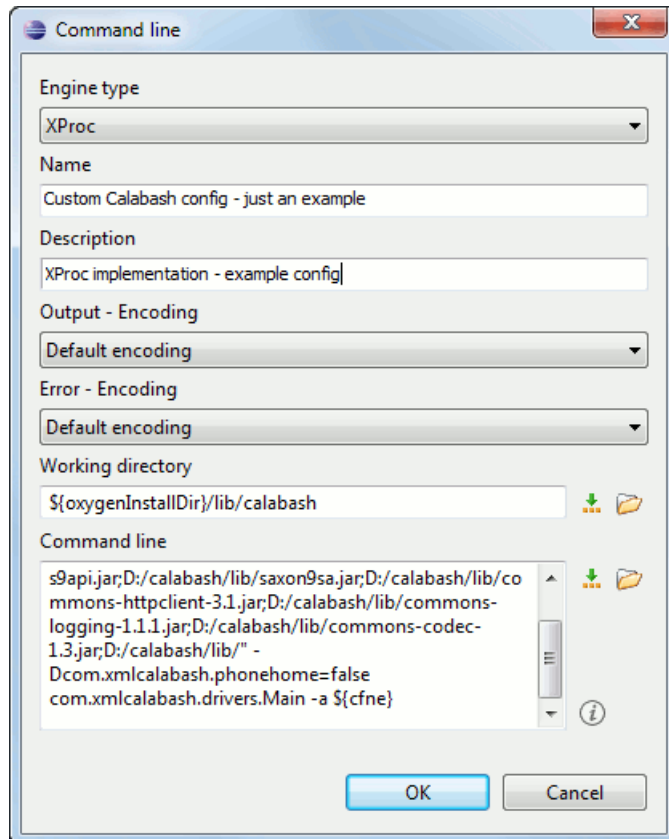 Command line
Engine type
XProc
Name
Custom Calabash config - just an example
Description
XProc implementation - example config
Output - Encoding
Default encoding
Error - Encoding
Default encoding
Working directory
${oxygenInstallDir}/lib/calabash
Command line
s9api.jar;D:/calabash/lib/saxon9sa.jar;D:/calabash/lib/co
mmons-httpclient-3.1.jar;D:/calabash/lib/commons-
logging-1.1.1.jar;D:/calabash/lib/commons-codec-
1.3.jar;D:/calabash/lib/" -
Dcom.xmlcalabash.phonehome=false
com.xmlcalabash.drivers.Main -a ${cfne}
OK
Cancel